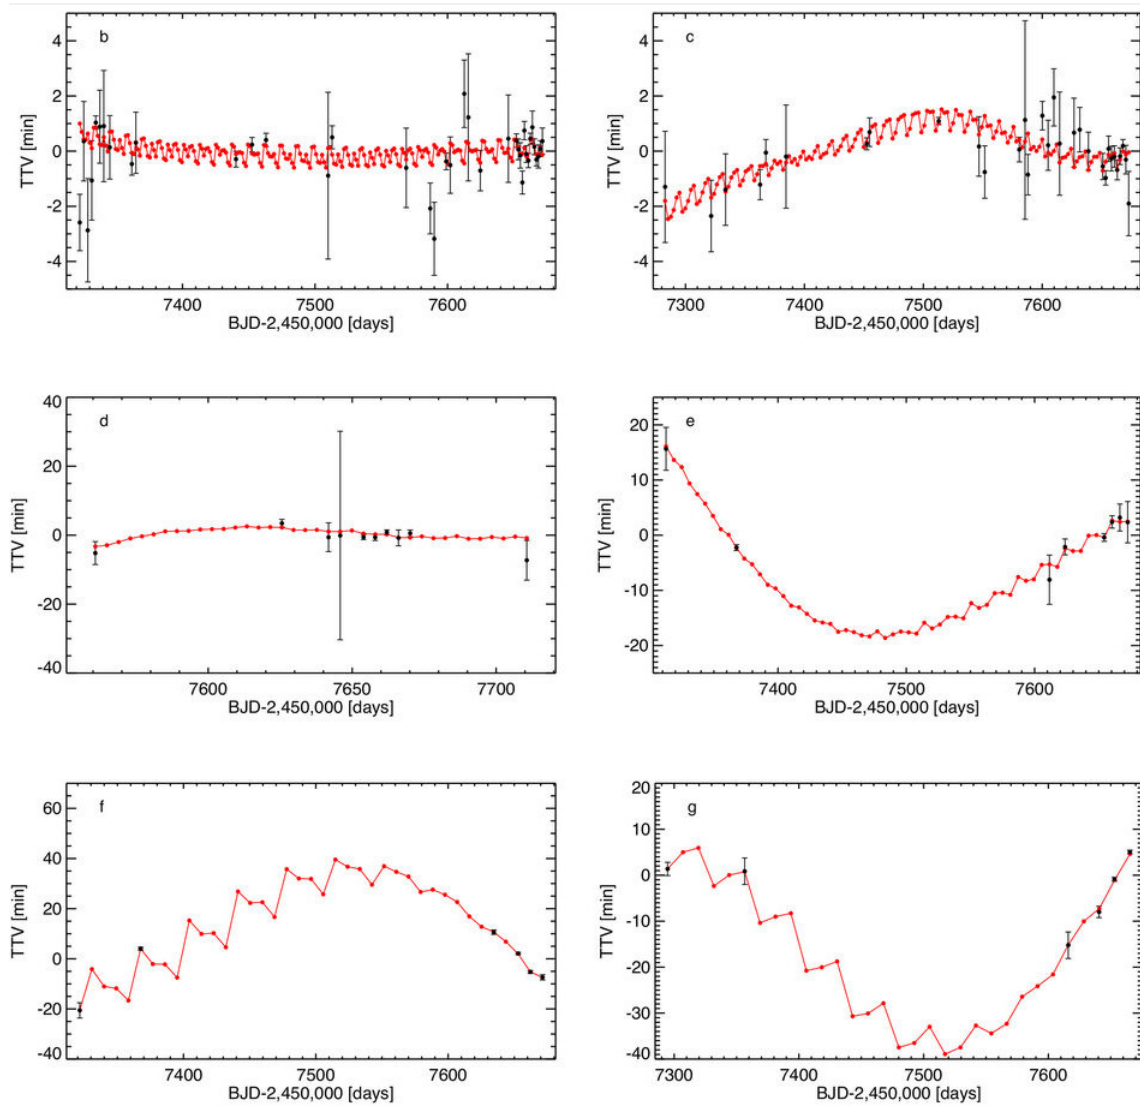 b
4
2
0
-2
-4
TTV [min]
7400 7500 7600
BJD-2,450,000 [days]
c
4
2
0
-2
-4
TTV [min]
7300 7400 7500 7600
BJD-2,450,000 [days]
d
40
20
0
-20
-40
TTV [min]
7600 7650 7700
BJD-2,450,000 [days]
e
20
10
0
-10
-20
TTV [min]
7400 7500 7600
BJD-2,450,000 [days]
f
60
40
20
0
-20
-40
TTV [min]
7400 7500 7600
BJD-2,450,000 [days]
g
20
10
0
-10
-20
-30
-40
TTV [min]
7300 7400 7500 7600
BJD-2,450,000 [days]